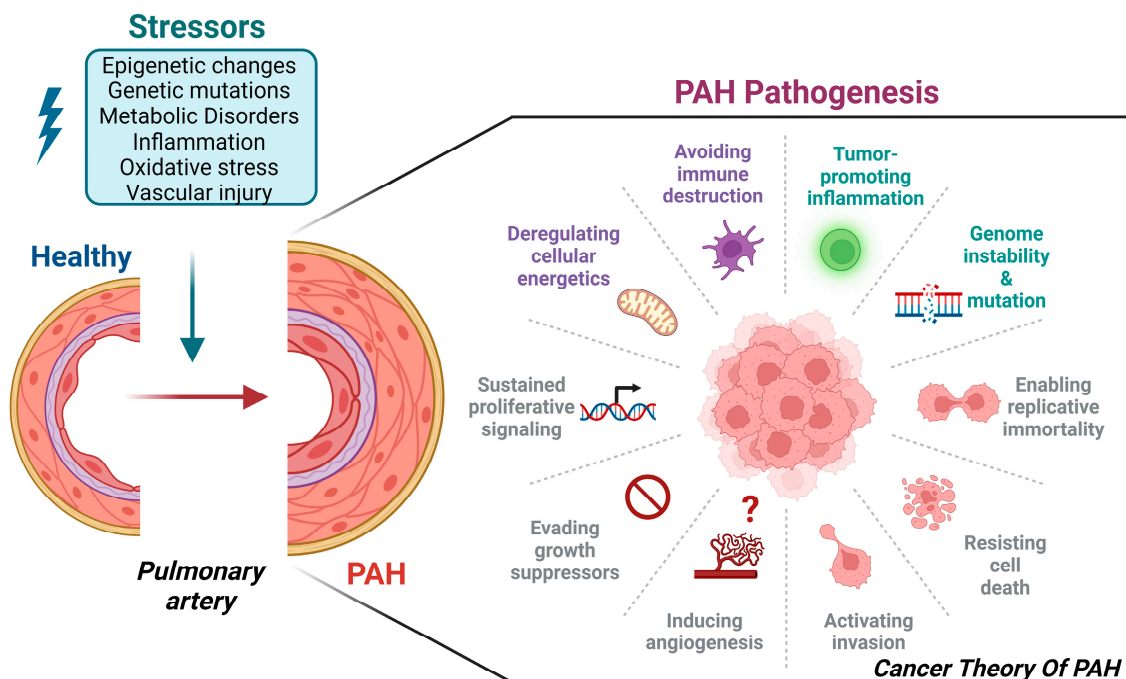 Stressors
Epigenetic changes
Genetic mutations
Metabolic Disorders
Inflammation
Oxidative stress
Vascular injury
Healthy
Pulmonary
artery
PAH
PAH Pathogenesis
Avoiding
immune
destruction
Tumor-
promoting
inflammation
Deregulating
cellular
energetics
Genome
instability
&
mutation
Sustained
proliferative
signaling
Enabling
replicative
immortality
Evading
growth
suppressors
?
Resisting
cell
death
Inducing
angiogenesis
Activating
invasion
Cancer Theory Of PAH